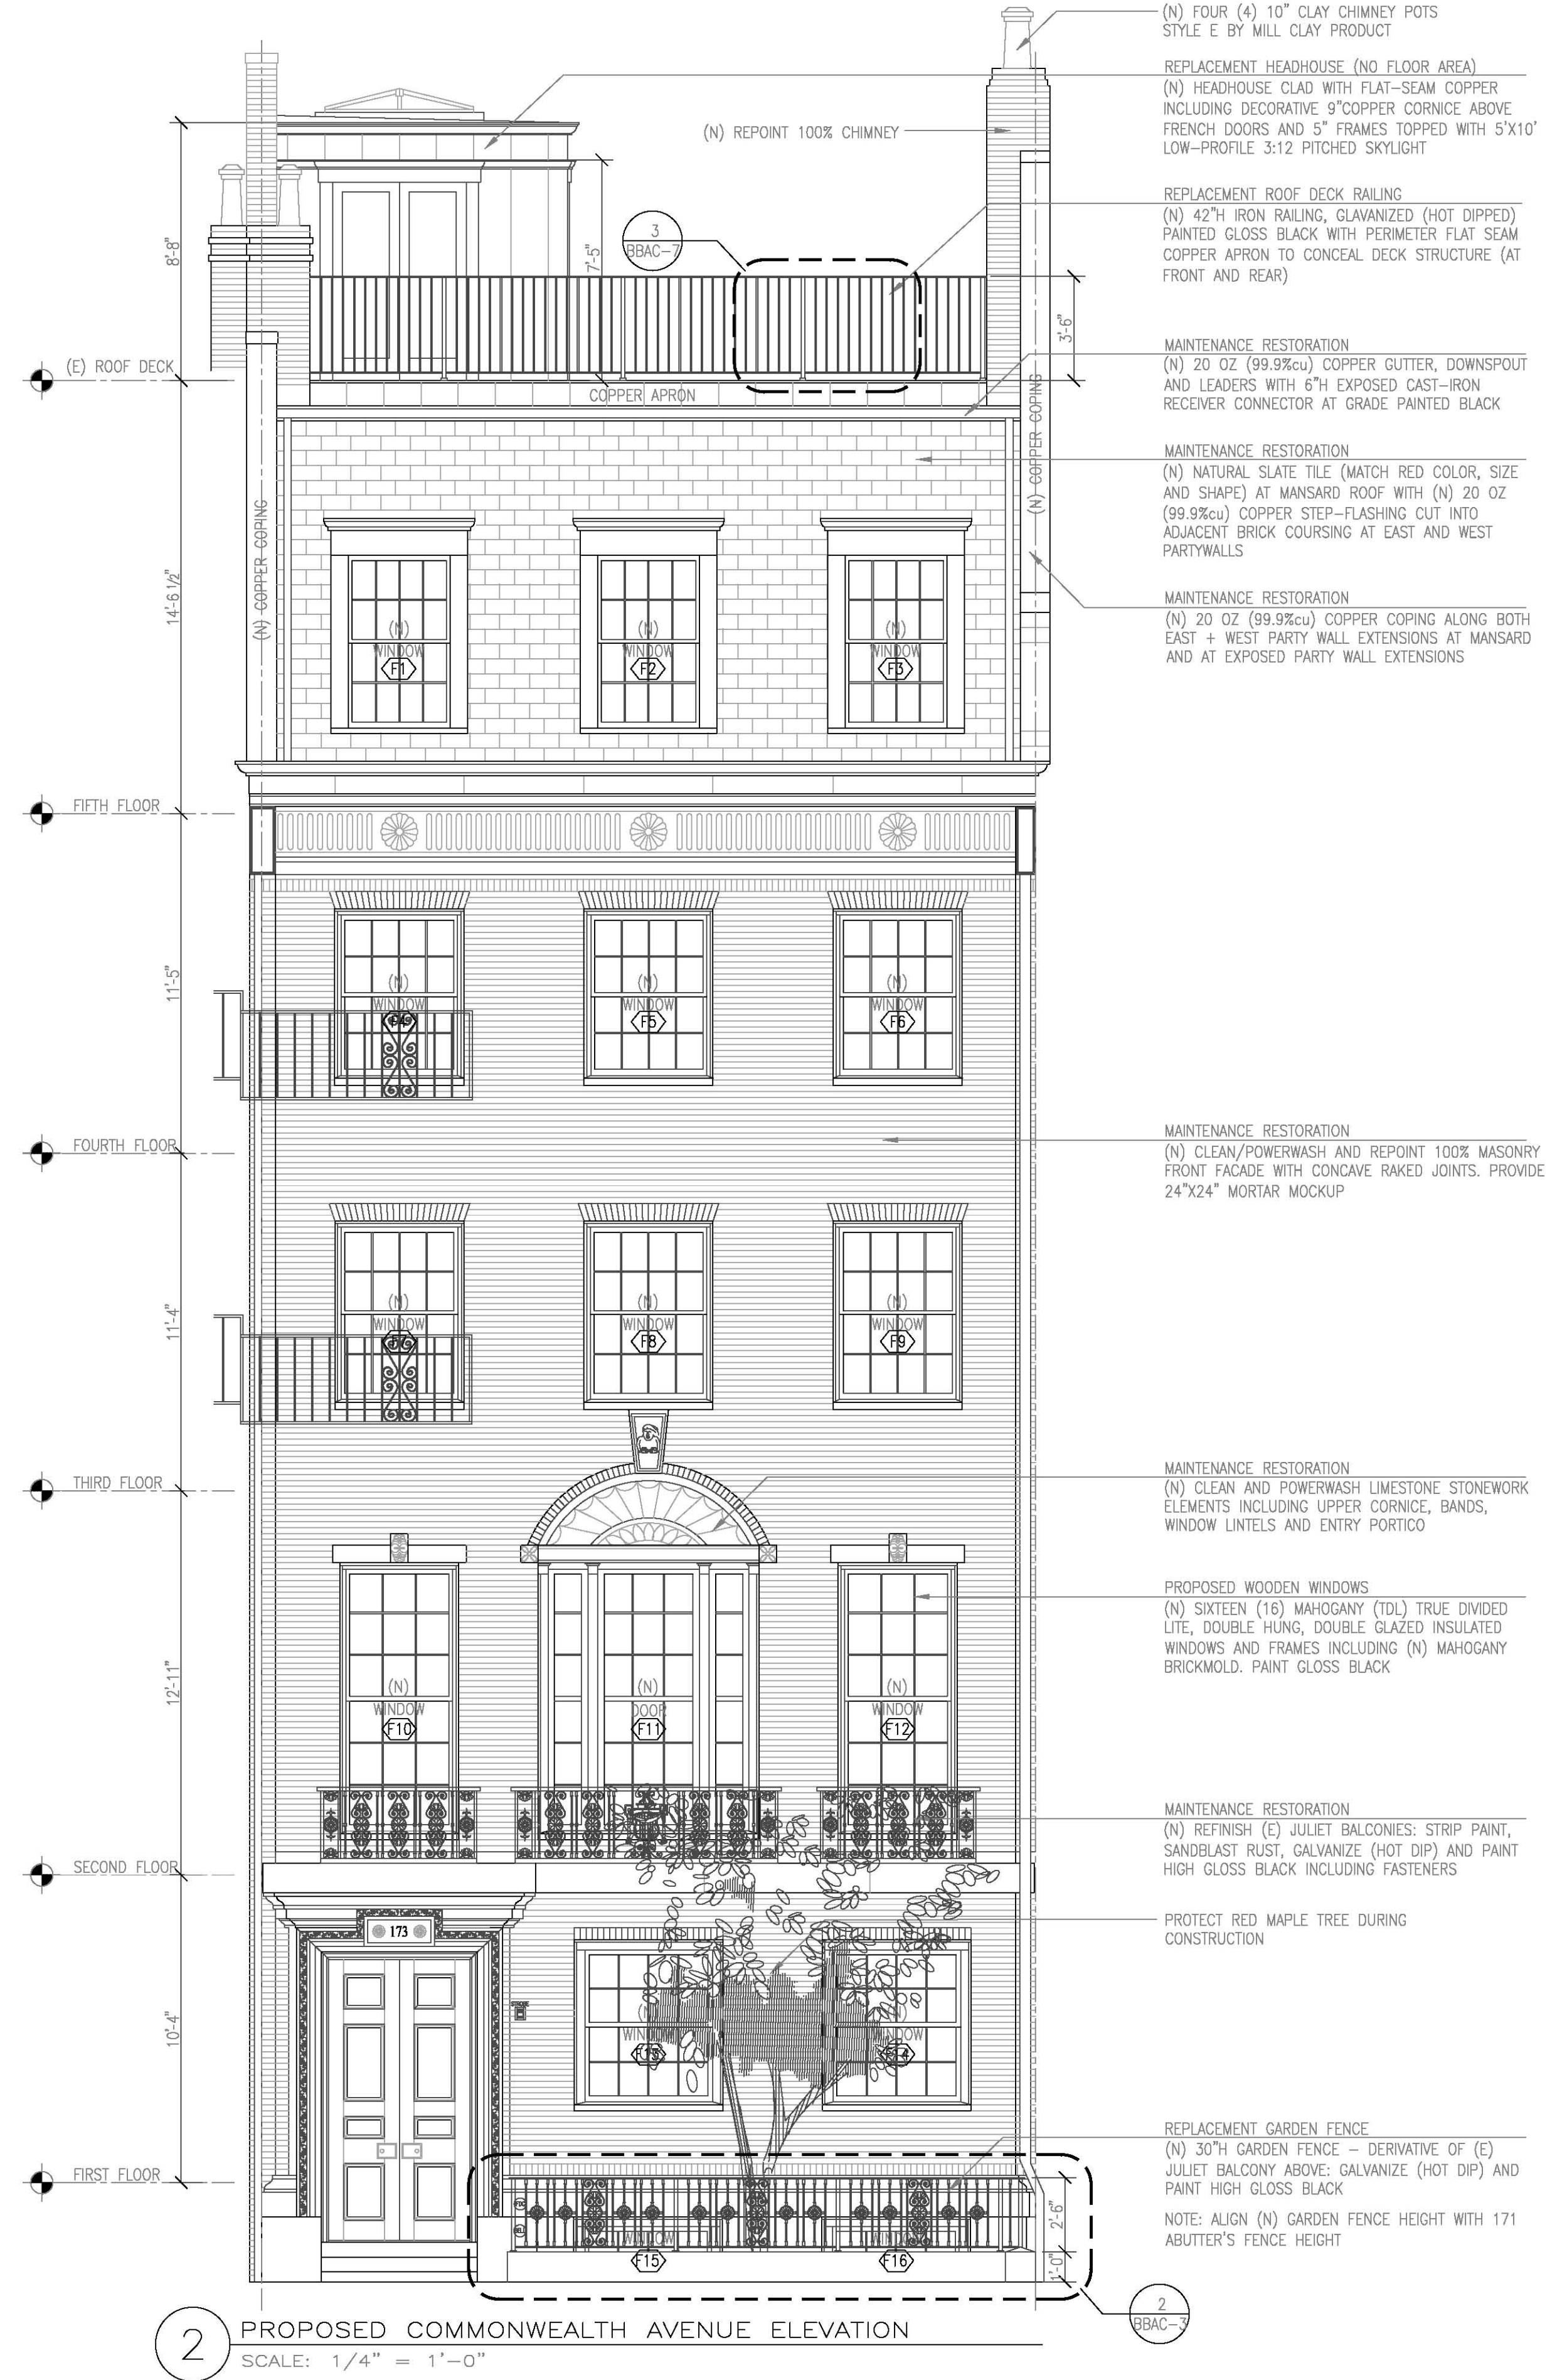 (N) FOUR (4) 10" CLAY CHIMNEY POTS
STYLE E BY MILL CLAY PRODUCT
REPLACEMENT HEADHOUSE (NO FLOOR AREA)
(N) HEADHOUSE CLAD WITH FLAT-SEAM COPPER
INCLUDING DECORATIVE 9"COPPER CORNICE ABOVE
FRENCH DOORS AND 5" FRAMES TOPPED WITH 5'X10'
LOW-PROFILE 3:12 PITCHED SKYLIGHT
(N) REPOINT 100% CHIMNEY
REPLACEMENT ROOF DECK RAILING
(N) 42"H IRON RAILING, GLAVANIZED (HOT DIPPED)
PAINTED GLOSS BLACK WITH PERIMETER FLAT SEAM
COPPER APRON TO CONCEAL DECK STRUCTURE (AT
FRONT AND REAR)
3
BBAC-7
8'-8"
7'-5"
3'-6"
(E) ROOF DECK
COPPER APRON
MAINTENANCE RESTORATION
(N) 20 OZ (99.9%cu) COPPER GUTTER, DOWNSPOUT
AND LEADERS WITH 6"H EXPOSED CAST-IRON
RECEIVER CONNECTOR AT GRADE PAINTED BLACK
MAINTENANCE RESTORATION
(N) NATURAL SLATE TILE (MATCH RED COLOR, SIZE
AND SHAPE) AT MANSARD ROOF WITH (N) 20 OZ
(99.9%cu) COPPER STEP-FLASHING CUT INTO
ADJACENT BRICK COURSING AT EAST AND WEST
PARTYWALLS
(N) COPPER COPING
(N) COPPER COPING
14'-6 1/2"
MAINTENANCE RESTORATION
(N) 20 OZ (99.9%cu) COPPER COPING ALONG BOTH
EAST + WEST PARTY WALL EXTENSIONS AT MANSARD
AND AT EXPOSED PARTY WALL EXTENSIONS
(N)
WINDOW
F1
(N)
WINDOW
F2
(N)
WINDOW
F3
FIFTH FLOOR
11'-5"
(N)
WINDOW
F4
(N)
WINDOW
F5
(N)
WINDOW
F6
FOURTH FLOOR
MAINTENANCE RESTORATION
(N) CLEAN/POWERWASH AND REPOINT 100% MASONRY
FRONT FACADE WITH CONCAVE RAKED JOINTS. PROVIDE
24"X24" MORTAR MOCKUP
11'-4"
(N)
WINDOW
F7
(N)
WINDOW
F8
(N)
WINDOW
F9
THIRD FLOOR
MAINTENANCE RESTORATION
(N) CLEAN AND POWERWASH LIMESTONE STONEWORK
ELEMENTS INCLUDING UPPER CORNICE, BANDS,
WINDOW LINTELS AND ENTRY PORTICO
PROPOSED WOODEN WINDOWS
(N) SIXTEEN (16) MAHOGANY (TDL) TRUE DIVIDED
LITE, DOUBLE HUNG, DOUBLE GLAZED INSULATED
WINDOWS AND FRAMES INCLUDING (N) MAHOGANY
BRICKMOLD. PAINT GLOSS BLACK
12'-11"
(N)
WINDOW
F10
(N)
DOOR
F11
(N)
WINDOW
F12
MAINTENANCE RESTORATION
(N) REFINISH (E) JULIET BALCONIES: STRIP PAINT,
SANDBLAST RUST, GALVANIZE (HOT DIP) AND PAINT
HIGH GLOSS BLACK INCLUDING FASTENERS
SECOND FLOOR
PROTECT RED MAPLE TREE DURING
CONSTRUCTION
173
10'-4"
WINDOW
F13
WINDOW
F14
FIRST FLOOR
REPLACEMENT GARDEN FENCE
(N) 30"H GARDEN FENCE - DERIVATIVE OF (E)
JULIET BALCONY ABOVE: GALVANIZE (HOT DIP) AND
PAINT HIGH GLOSS BLACK
NOTE: ALIGN (N) GARDEN FENCE HEIGHT WITH 171
ABUTTER'S FENCE HEIGHT
2'-6"
1'-0"
WINDOW
F15
WINDOW
F16
2
BBAC-3
2
PROPOSED COMMONWEALTH AVENUE ELEVATION
SCALE: 1/4" = 1'-0"